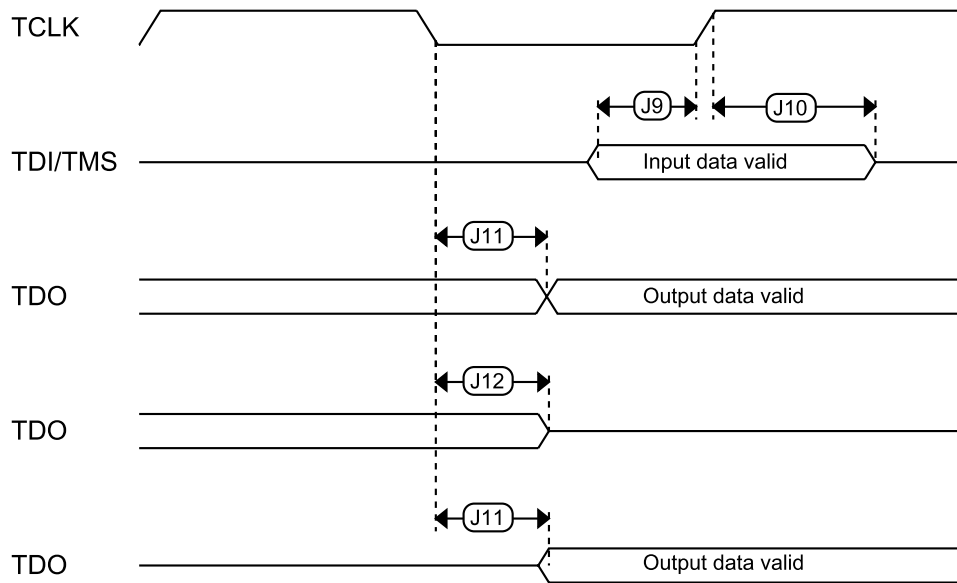 TCLK
J9
J10
TDI/TMS
Input data valid
J11
TDO
Output data valid
J12
TDO
J11
TDO
Output data valid